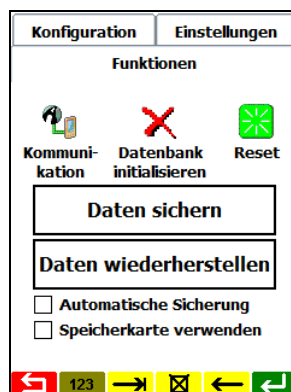 Konfiguration Einstellungen
Funktionen
Kommuni- Datenbank Reset
kation initialisieren
Daten sichern
Daten wiederherstellen
Automatische Sicherung
Speicherkarte verwenden
123